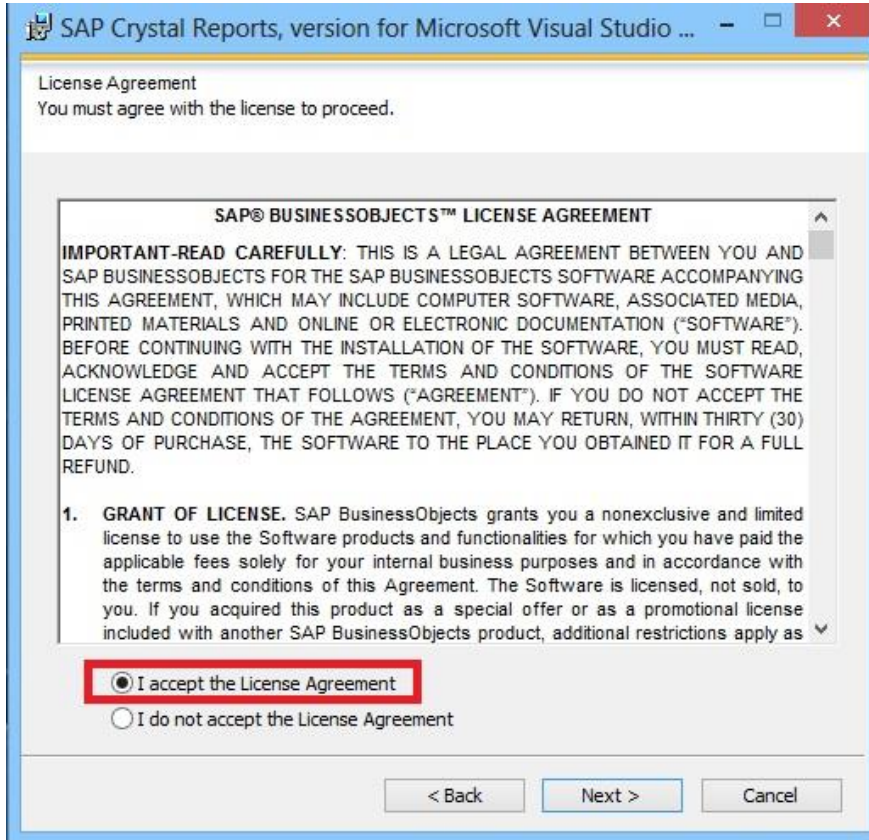 SAP Crystal Reports, version for Microsoft Visual Studio ...
License Agreement
You must agree with the license to proceed.
SAP® BUSINESSOBJECTS™ LICENSE AGREEMENT
IMPORTANT-READ CAREFULLY: THIS IS A LEGAL AGREEMENT BETWEEN YOU AND
SAP BUSINESSOBJECTS FOR THE SAP BUSINESSOBJECTS SOFTWARE ACCOMPANYING
THIS AGREEMENT, WHICH MAY INCLUDE COMPUTER SOFTWARE, ASSOCIATED MEDIA,
PRINTED MATERIALS AND ONLINE OR ELECTRONIC DOCUMENTATION (“SOFTWARE”).
BEFORE CONTINUING WITH THE INSTALLATION OF THE SOFTWARE, YOU MUST READ,
ACKNOWLEDGE AND ACCEPT THE TERMS AND CONDITIONS OF THE SOFTWARE
LICENSE AGREEMENT THAT FOLLOWS (“AGREEMENT”). IF YOU DO NOT ACCEPT THE
TERMS AND CONDITIONS OF THE AGREEMENT, YOU MAY RETURN, WITHIN THIRTY (30)
DAYS OF PURCHASE, THE SOFTWARE TO THE PLACE YOU OBTAINED IT FOR A FULL
REFUND.
1. GRANT OF LICENSE. SAP BusinessObjects grants you a nonexclusive and limited
license to use the Software products and functionalities for which you have paid the
applicable fees solely for your internal business purposes and in accordance with
the terms and conditions of this Agreement. The Software is licensed, not sold, to
you. If you acquired this product as a special offer or as a promotional license
included with another SAP BusinessObjects product, additional restrictions apply as
I accept the License Agreement
I do not accept the License Agreement
< Back Next > Cancel